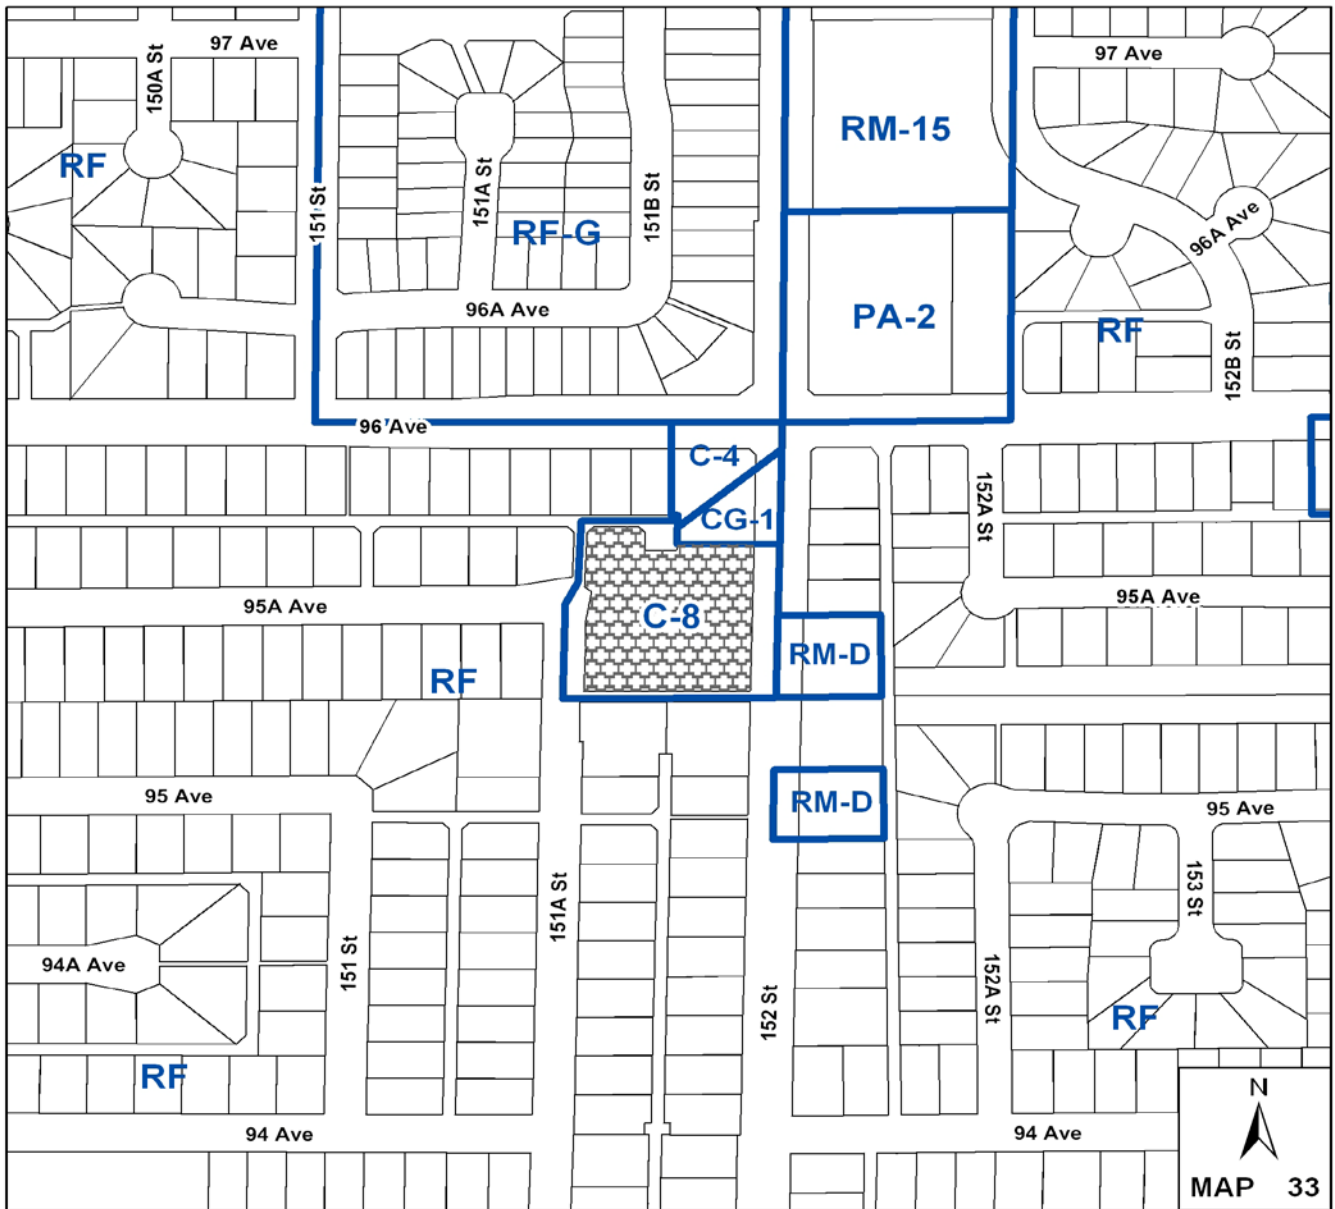 97 Ave
97 Ave
150A St
RM-15
RF
151A St
151 St
151B St
RF-G
96A Ave
96A Ave
PA-2
RF
152B St
96 Ave
C-4
152A St
CG-1
95A Ave
95A Ave
C-8
RM-D
RF
95 Ave
RM-D
95 Ave
153 St
151A St
94A Ave
151 St
152A St
152 St
RF
RF
N
94 Ave
94 Ave
MAP 33